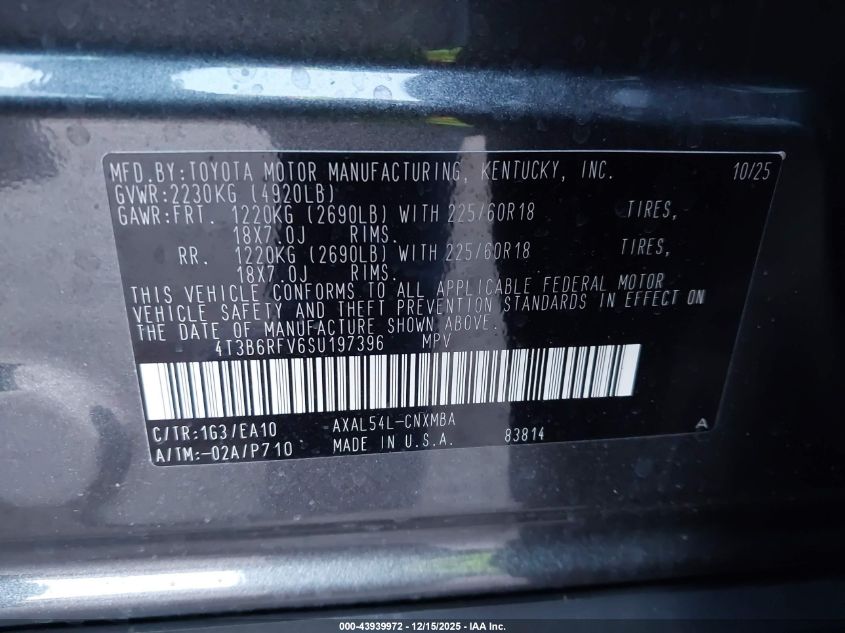 MFD.BY:TOYOTA MOTOR MANUFACTURING, KENTUCKY, INC. 10/25
GVWR:2230KG (4920LB)
GAWR:FRT. 1220KG (2690LB) WITH 225/60R18 TIRES,
18X7.0J RIMS.
RR. 1220KG (2690LB) WITH 225/60R18 TIRES,
18X7.0J RIMS.
THIS VEHICLE CONFORMS TO ALL APPLICABLE FEDERAL MOTOR
VEHICLE SAFETY AND THEFT PREVENTION STANDARDS IN EFFECT ON
THE DATE OF MANUFACTURE SHOWN ABOVE.
4T3B6RFV6SU197396 MPV
C/TR:1G3/EA10 AXAL54L-CNXMBA A
A/TM:-02A/P710 MADE IN U.S.A. 83814
000-43939972 - 12/15/2025 - IAA Inc.